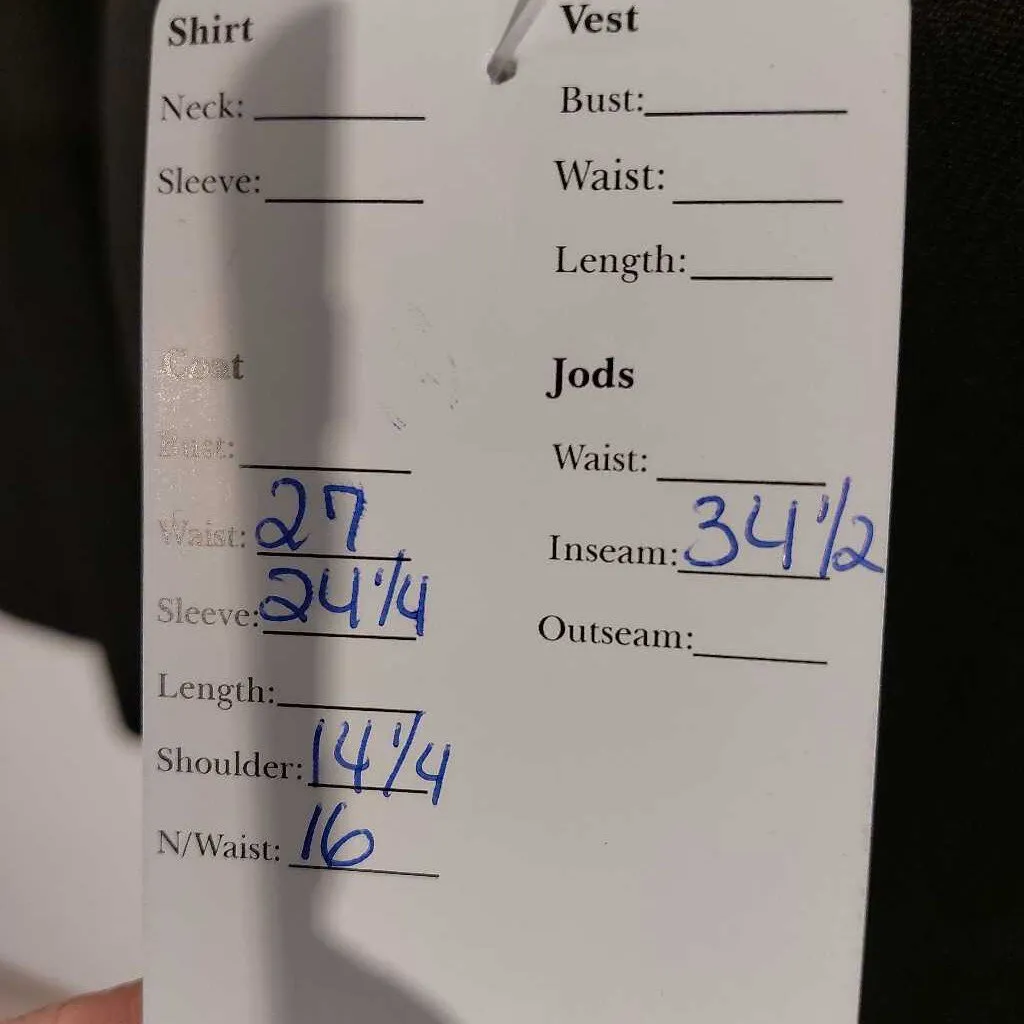 Shirt
Neck:
Sleeve:
Coat
Bust:
Waist: 27
Sleeve: 24 1/4
Length:
Shoulder: 14 1/4
N/Waist: 16
Vest
Bust:
Waist:
Length:
Jods
Waist:
Inseam: 34 1/2
Outseam: